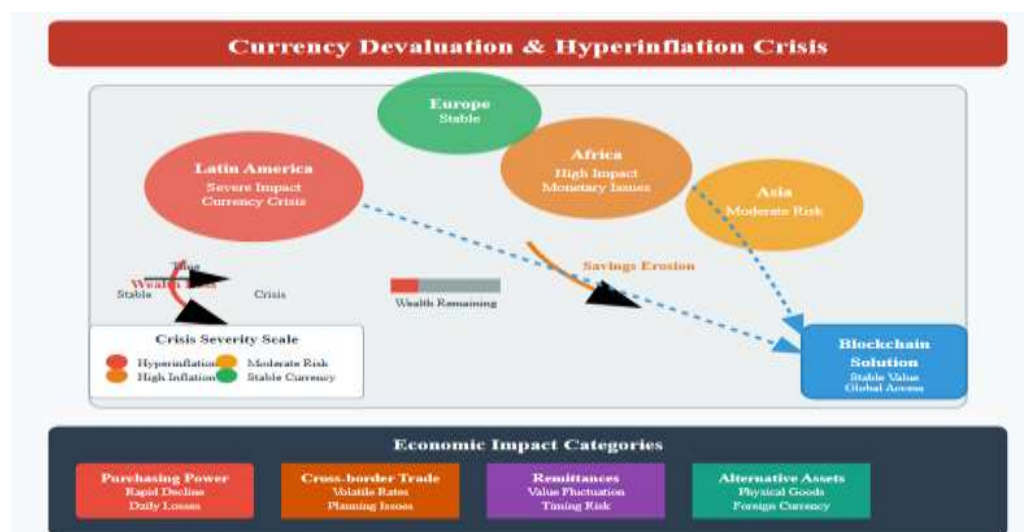 Currency Devaluation & Hyperinflation Crisis
Europe
Stable
Latin America
Severe Impact
Currency Crisis
Africa
High Impact
Monetary Issues
Asia
Moderate Risk
Wealth
Stable
Crisis
Wealth Remaining
Savings Erosion
Crisis Severity Scale
Hyperinflation
Moderate Risk
High Inflation
Stable Currency
Blockchain
Solution
Stable Value
Global Access
Economic Impact Categories
Purchasing Power
Rapid Decline
Daily Losses
Cross-border Trade
Volatile Rates
Planning Issues
Remittances
Value Fluctuation
Timing Risk
Alternative Assets
Physical Goods
Foreign Currency